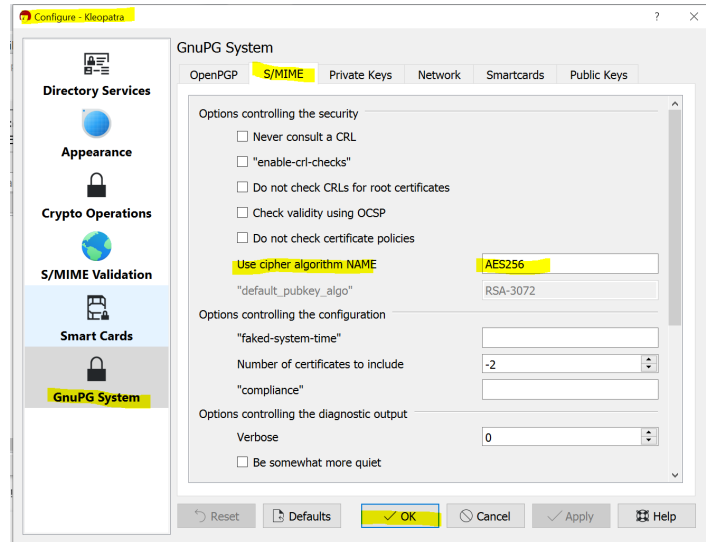 Configure - Kleopatra
?
Directory Services
Appearance
Crypto Operations
S/MIME Validation
Smart Cards
GnuPG System
GnuPG System
OpenPGP S/MIME Private Keys Network Smartcards Public Keys
Options controlling the security
Never consult a CRL
"enable-crl-checks"
Do not check CRLs for root certificates
Check validity using OCSP
Do not check certificate policies
Use cipher algorithm NAME AES256
"default_pubkey_algo" RSA-3072
Options controlling the configuration
"faked-system-time"
Number of certificates to include -2
"compliance"
Options controlling the diagnostic output
Verbose 0
Be somewhat more quiet
Reset Defaults OK Cancel Apply Help